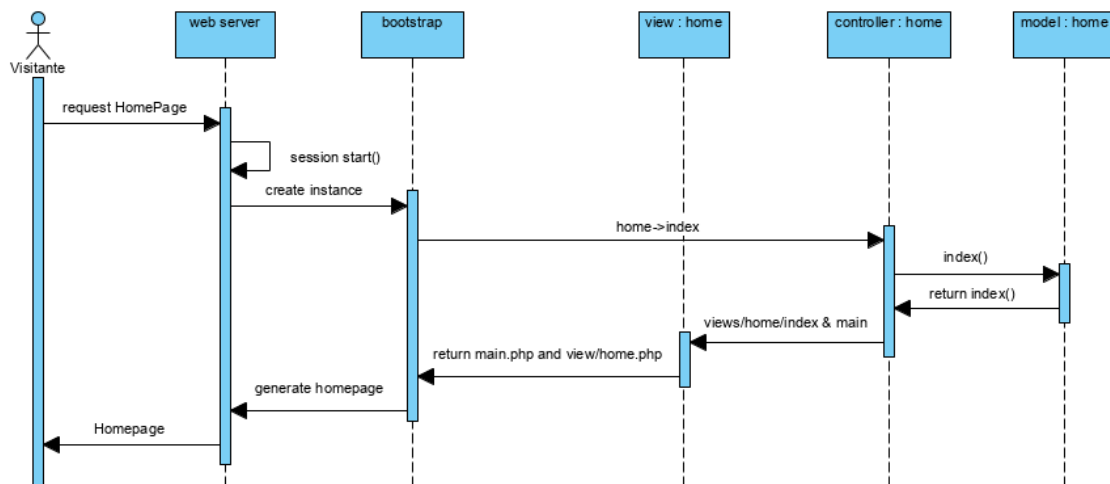 web server
bootstrap
view : home
controller : home
model : home
Visitante
request HomePage
session start()
create instance
home->index
index()
return index()
views/home/index & main
return main.php and view/home.php
generate homepage
Homepage